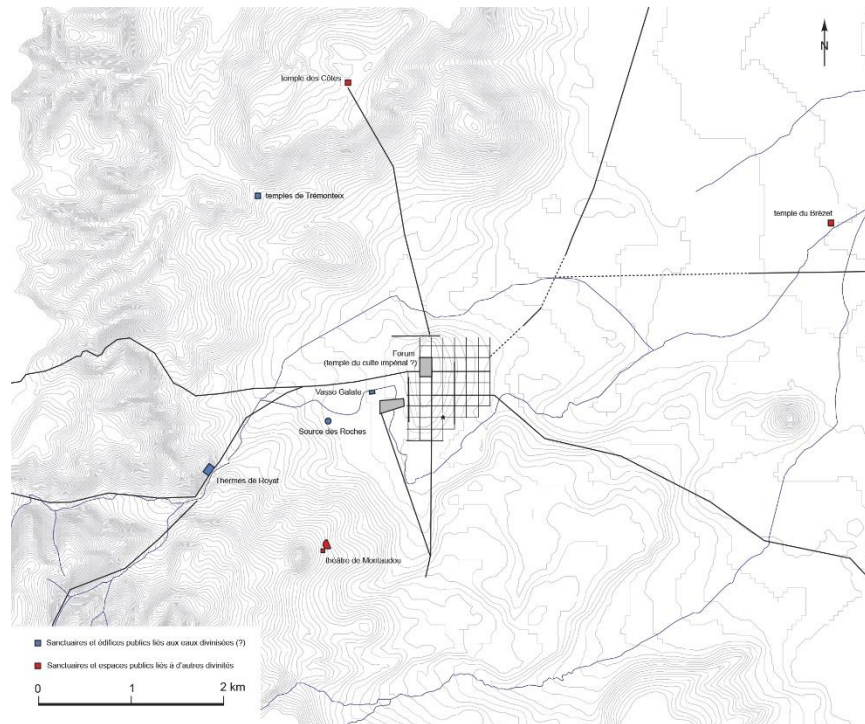 N
temple des Côtes
temples de Trémonteix
temple du Brézet
Forum
(temple du culte impérial ?)
Vasso Galate
Source des Roches
Thermes de Royat
théâtre de Montaudou
Sanctuaires et édifices publics liés aux eaux divinisées (?)
Sanctuaires et espaces publics liés à d'autres divinités
0 1 2 km